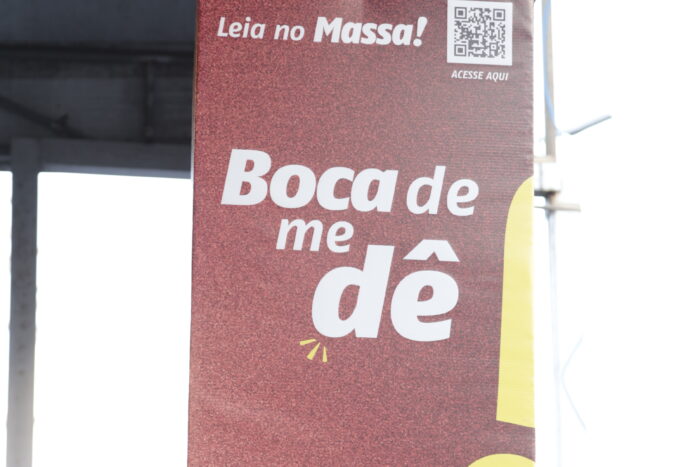 Leia no Massa!
ACESSE AQUI
Boca de
me
dê